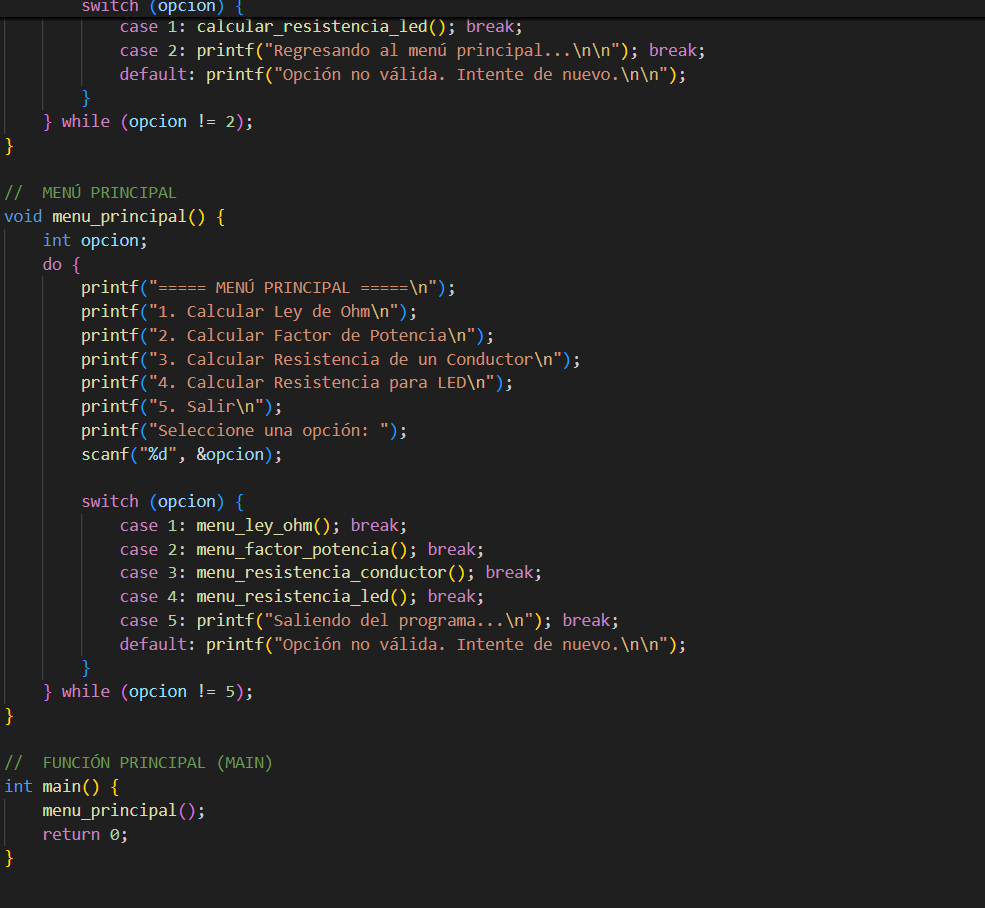 switch (opcion) {
            case 1: calcular_resistencia_led(); break;
            case 2: printf("Regresando al menú principal...\n\n"); break;
            default: printf("Opción no válida. Intente de nuevo.\n\n");
        }
    } while (opcion != 2);
}

//  MENÚ PRINCIPAL
void menu_principal() {
    int opcion;
    do {
        printf("===== MENÚ PRINCIPAL =====\n");
        printf("1. Calcular Ley de Ohm\n");
        printf("2. Calcular Factor de Potencia\n");
        printf("3. Calcular Resistencia de un Conductor\n");
        printf("4. Calcular Resistencia para LED\n");
        printf("5. Salir\n");
        printf("Seleccione una opción: ");
        scanf("%d", &opcion);

        switch (opcion) {
            case 1: menu_ley_ohm(); break;
            case 2: menu_factor_potencia(); break;
            case 3: menu_resistencia_conductor(); break;
            case 4: menu_resistencia_led(); break;
            case 5: printf("Saliendo del programa...\n"); break;
            default: printf("Opción no válida. Intente de nuevo.\n\n");
        }
    } while (opcion != 5);
}

//  FUNCIÓN PRINCIPAL (MAIN)
int main() {
    menu_principal();
    return 0;
}